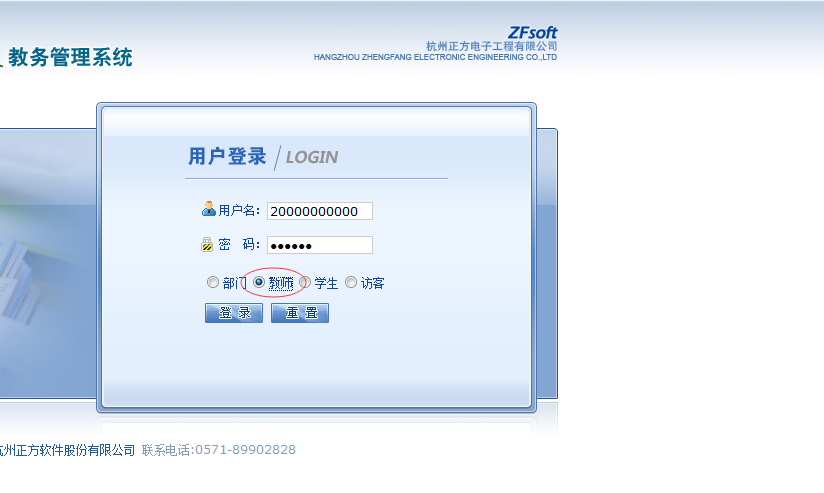 ZFsoft
杭州正方电子工程有限公司
HANGZHOU ZHENGFANG ELECTRONIC ENGINEERING CO.,LTD
教务管理系统
用户登录 LOGIN
用户名: 20000000000
密 码: ●●●●●●
部门 教师 学生 访客
登 录 重 置
杭州正方软件股份有限公司 联系电话:0571-89902828